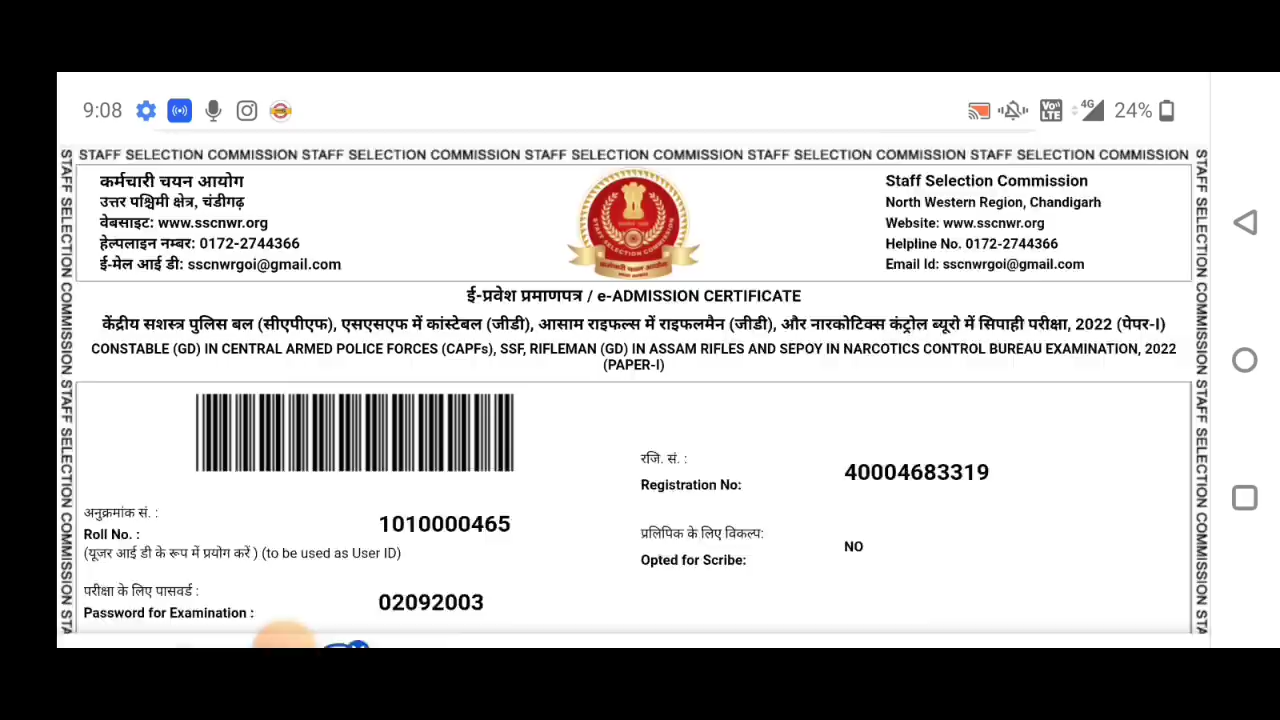 9:08
VoLTE 4G 24%
STAFF SELECTION COMMISSION STAFF SELECTION COMMISSION STAFF SELECTION COMMISSION STAFF SELECTION COMMISSION STAFF SELECTION COMMISSION
STAFF SELECTION COMMISSION STAFF SELECTION COMMISSION STA
STAFF SELECTION COMMISSION STAFF SELECTION COMMISSION STA
कर्मचारी चयन आयोग
उत्तर पश्चिमी क्षेत्र, चंडीगढ़
वेबसाइट: www.sscnwr.org
हेल्पलाइन नम्बर: 0172-2744366
ई-मेल आई डी: sscnwrgoi@gmail.com
STAFF SELECTION COMMISSION
Staff Selection Commission
North Western Region, Chandigarh
Website: www.sscnwr.org
Helpline No. 0172-2744366
Email Id: sscnwrgoi@gmail.com
ई-प्रवेश प्रमाणपत्र / e-ADMISSION CERTIFICATE
केंद्रीय सशस्त्र पुलिस बल (सीएपीएफ), एसएसएफ में कांस्टेबल (जीडी), आसाम राइफल्स में राइफलमैन (जीडी), और नारकोटिक्स कंट्रोल ब्यूरो में सिपाही परीक्षा, 2022 (पेपर-I)
CONSTABLE (GD) IN CENTRAL ARMED POLICE FORCES (CAPFs), SSF, RIFLEMAN (GD) IN ASSAM RIFLES AND SEPOY IN NARCOTICS CONTROL BUREAU EXAMINATION, 2022
(PAPER-I)
रजि. सं. :
Registration No: 40004683319
अनुक्रमांक सं. :
Roll No. : 1010000465
(यूजर आई डी के रूप में प्रयोग करें ) (to be used as User ID)
प्रलिपिक के लिए विकल्प:
Opted for Scribe: NO
परीक्षा के लिए पासवर्ड :
Password for Examination : 02092003